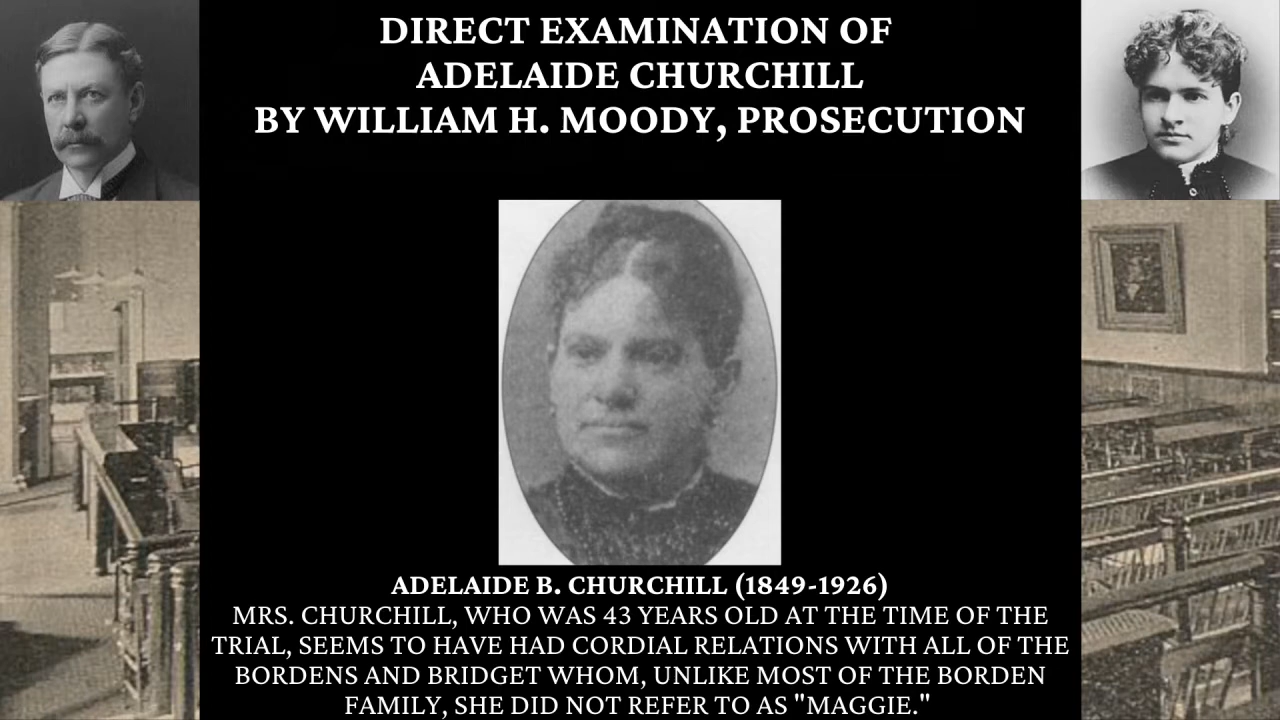 DIRECT EXAMINATION OF
ADELAIDE CHURCHILL
BY WILLIAM H. MOODY, PROSECUTION
ADELAIDE B. CHURCHILL (1849-1926)
MRS. CHURCHILL, WHO WAS 43 YEARS OLD AT THE TIME OF THE
TRIAL, SEEMS TO HAVE HAD CORDIAL RELATIONS WITH ALL OF THE
BORDENS AND BRIDGET WHOM, UNLIKE MOST OF THE BORDEN
FAMILY, SHE DID NOT REFER TO AS "MAGGIE."